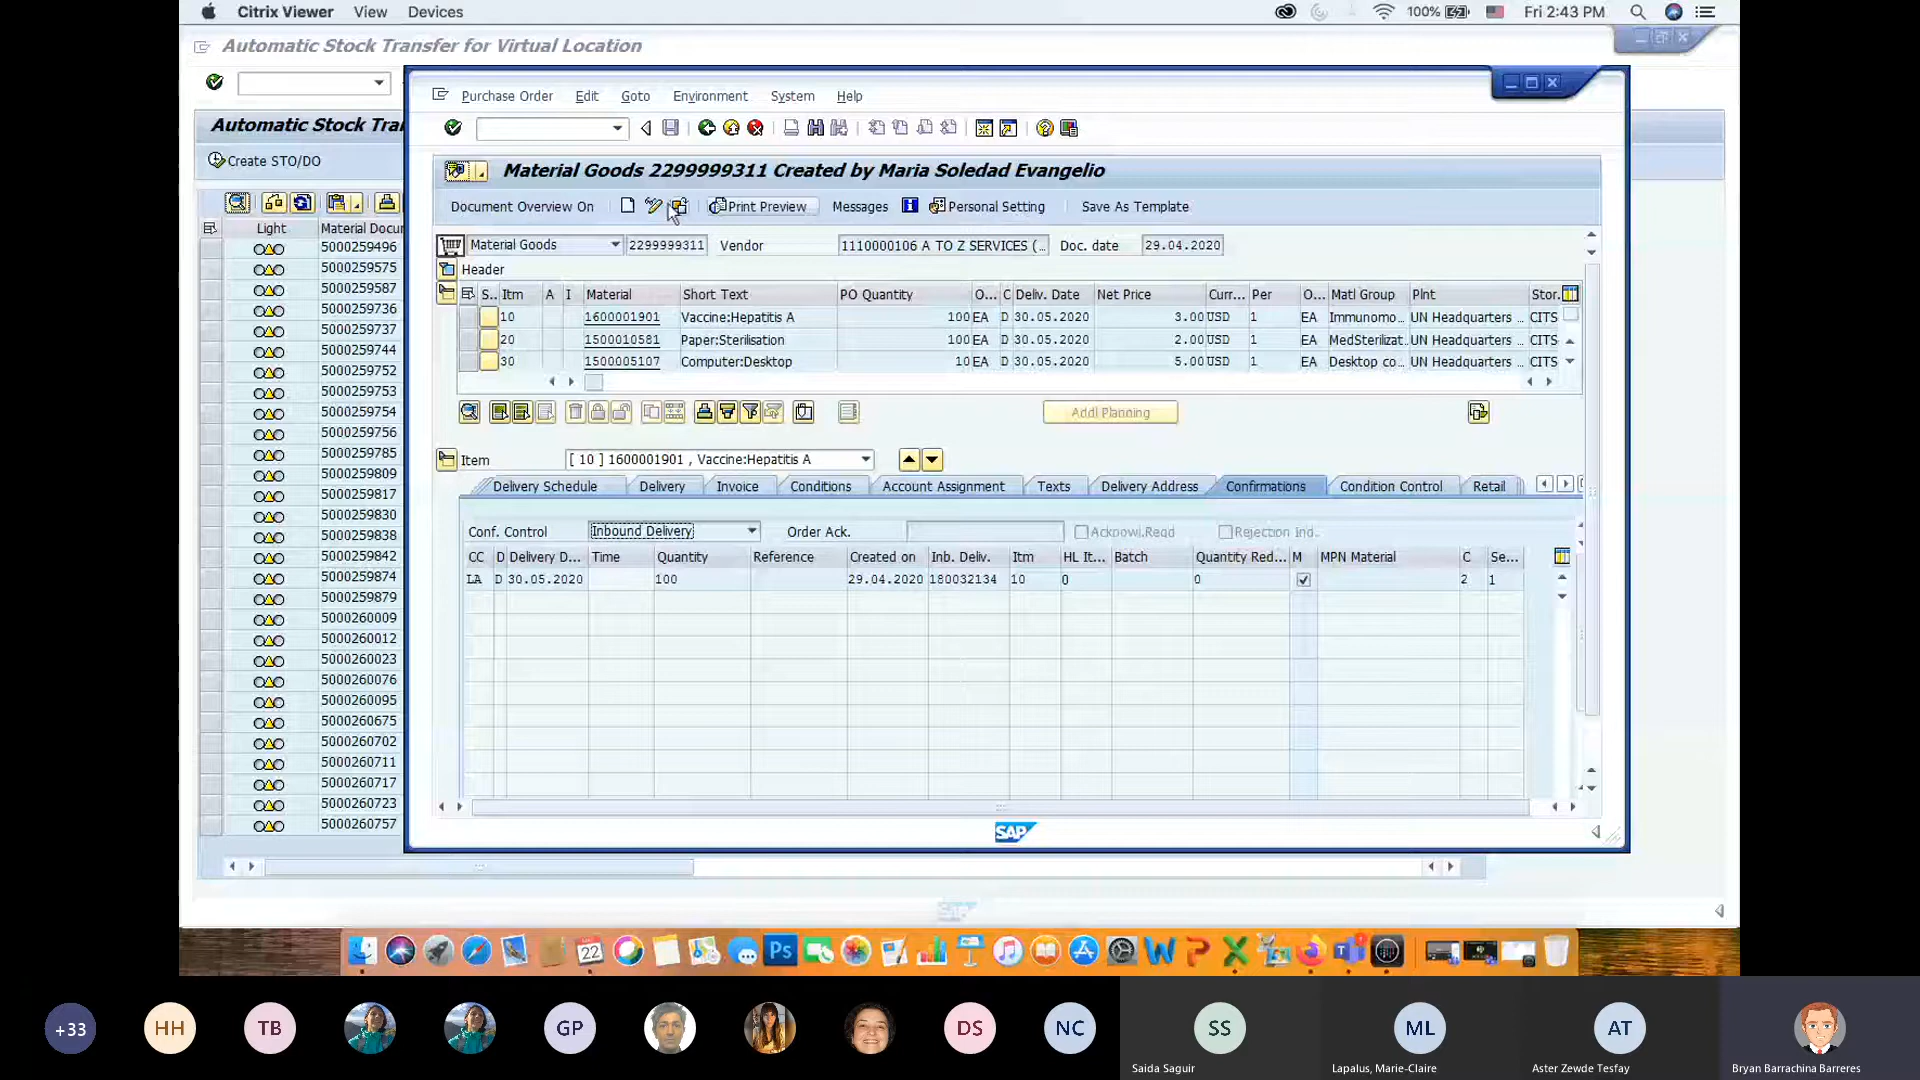 Citrix Viewer View Devices 100% Fri 2:43 PM
Automatic Stock Transfer for Virtual Location
Purchase Order Edit Goto Environment System Help
Automatic Stock Tra
Create STO/DO
Material Goods 2299999311 Created by Maria Soledad Evangelio
Document Overview On Print Preview Messages Personal Setting Save As Template
Light Material Docu
Material Goods 2299999311 Vendor 1110000106 A TO Z SERVICES (... Doc. date 29.04.2020
Header
S.. Itm A I Material Short Text PO Quantity O... C Deliv. Date Net Price Curr... Per O... Matl Group Plnt Stor.
10 1600001901 Vaccine:Hepatitis A 100 EA D 30.05.2020 3.00 USD 1 EA Immunomo... UN Headquarters ... CITS
20 1500010581 Paper:Sterilisation 100 EA D 30.05.2020 2.00 USD 1 EA MedSterilizat... UN Headquarters ... CITS
30 1500005107 Computer:Desktop 10 EA D 30.05.2020 5.00 USD 1 EA Desktop co... UN Headquarters ... CITS
Addl Planning
Item [ 10 ] 1600001901 , Vaccine:Hepatitis A
Delivery Schedule Delivery Invoice Conditions Account Assignment Texts Delivery Address Confirmations Condition Control Retail
Conf. Control Inbound Delivery Order Ack. Acknowl.Reqd Rejection Ind.
CC D Delivery D... Time Quantity Reference Created on Inb. Deliv. Itm HL It... Batch Quantity Red... M MPN Material C Se...
LA D 30.05.2020 100 29.04.2020 180032134 10 0 0 2 1
5000259496
5000259575
5000259587
5000259736
5000259737
5000259744
5000259752
5000259753
5000259754
5000259756
5000259785
5000259809
5000259817
5000259830
5000259838
5000259842
5000259874
5000259879
5000260009
5000260012
5000260023
5000260076
5000260095
5000260675
5000260702
5000260711
5000260717
5000260723
5000260757
SAP
SAP
22 Ps
+33 HH TB GP DS NC SS ML AT
Saida Saguir Lapalus, Marie-Claire Aster Zewde Tesfay Bryan Barrachina Barreres